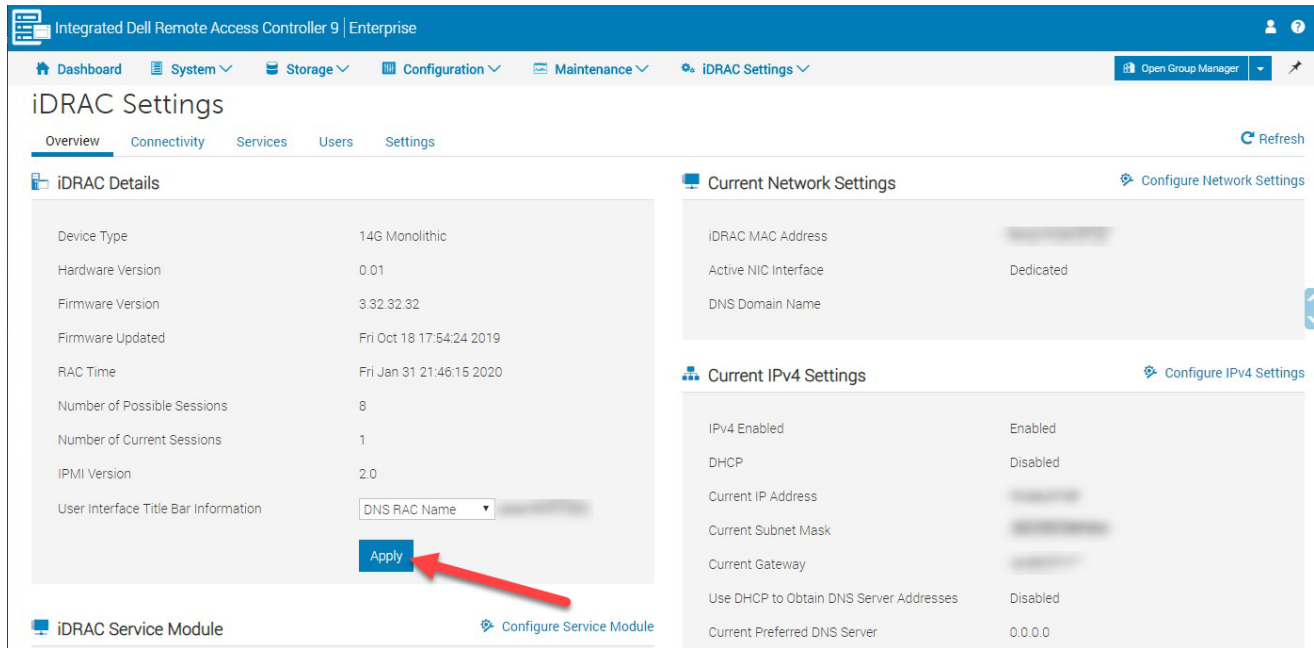 Integrated Dell Remote Access Controller 9 | Enterprise
Dashboard System Storage Configuration Maintenance iDRAC Settings Open Group Manager
iDRAC Settings
Overview Connectivity Services Users Settings Refresh
iDRAC Details
Device Type 14G Monolithic
Hardware Version 0.01
Firmware Version 3.32.32.32
Firmware Updated Fri Oct 18 17:54:24 2019
RAC Time Fri Jan 31 21:46:15 2020
Number of Possible Sessions 8
Number of Current Sessions 1
IPMI Version 2.0
User Interface Title Bar Information DNS RAC Name
Apply
iDRAC Service Module Configure Service Module
Current Network Settings Configure Network Settings
iDRAC MAC Address
Active NIC Interface Dedicated
DNS Domain Name
Current IPv4 Settings Configure IPv4 Settings
IPv4 Enabled Enabled
DHCP Disabled
Current IP Address
Current Subnet Mask
Current Gateway
Use DHCP to Obtain DNS Server Addresses Disabled
Current Preferred DNS Server 0.0.0.0